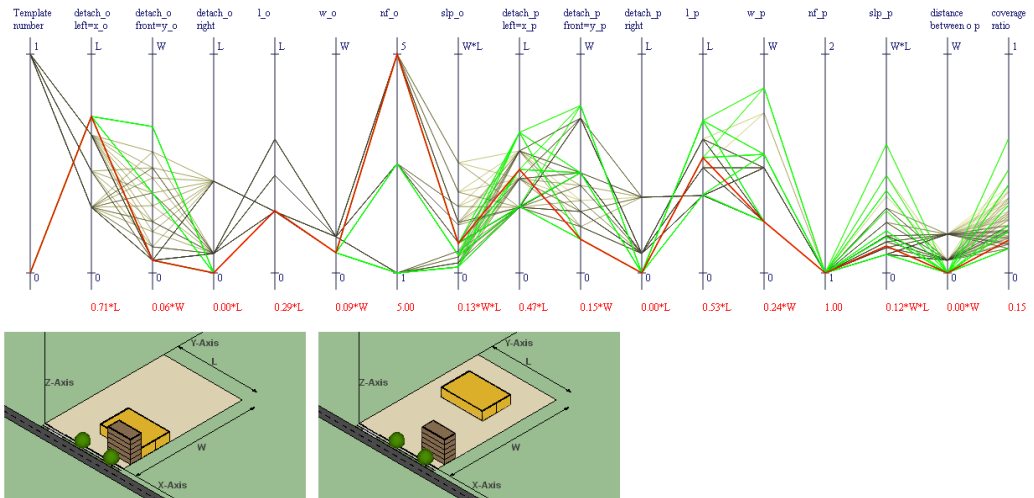 Template detach_o detach_o detach_o l_o w_o nf_o slp_o detach_p detach_p detach_p l_p w_p nf_p slp_p distance coverage
number left=x_o front=y_o right left=x_p front=y_p right between o p ratio
1 L W L L W 5 W*L L W L L W 2 W*L W 1
0 0 0 0 0 0 1 0 0 0 0 0 0 1 0 0 0
0.71*L 0.06*W 0.00*L 0.29*L 0.09*W 5.00 0.13*W*L 0.47*L 0.15*W 0.00*L 0.53*L 0.24*W 1.00 0.12*W*L 0.00*W 0.15
Y-Axis
L
Z-Axis
W
X-Axis
Y-Axis
L
Z-Axis
W
X-Axis